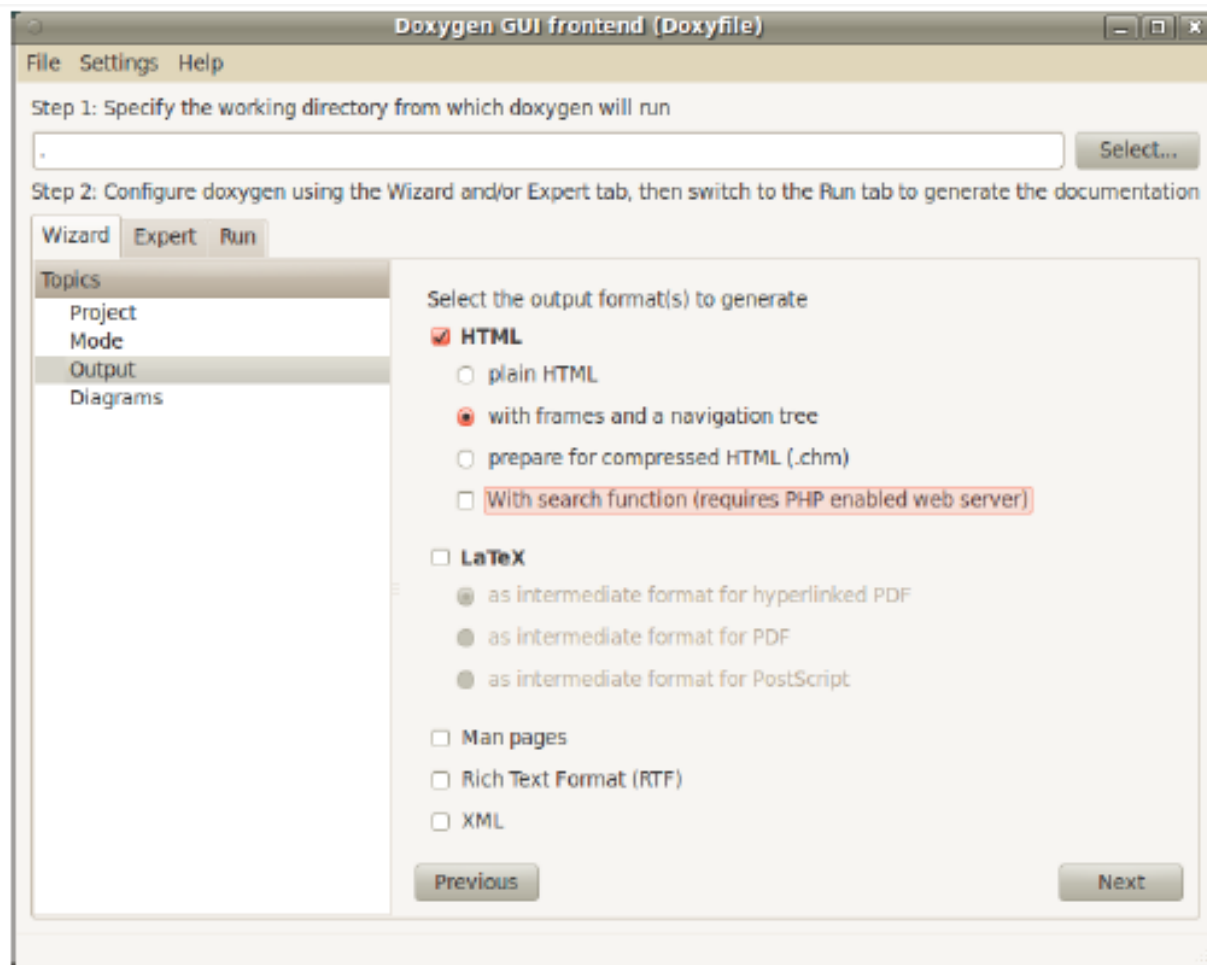 Doxygen GUI frontend (Doxyfile)
File Settings Help
Step 1: Specify the working directory from which doxygen will run
. Select...
Step 2: Configure doxygen using the Wizard and/or Expert tab, then switch to the Run tab to generate the documentation
Wizard Expert Run
Topics
Project
Mode
Output
Diagrams
Select the output format(s) to generate
HTML
plain HTML
with frames and a navigation tree
prepare for compressed HTML (.chm)
With search function (requires PHP enabled web server)
LaTeX
as intermediate format for hyperlinked PDF
as intermediate format for PDF
as intermediate format for PostScript
Man pages
Rich Text Format (RTF)
XML
Previous Next